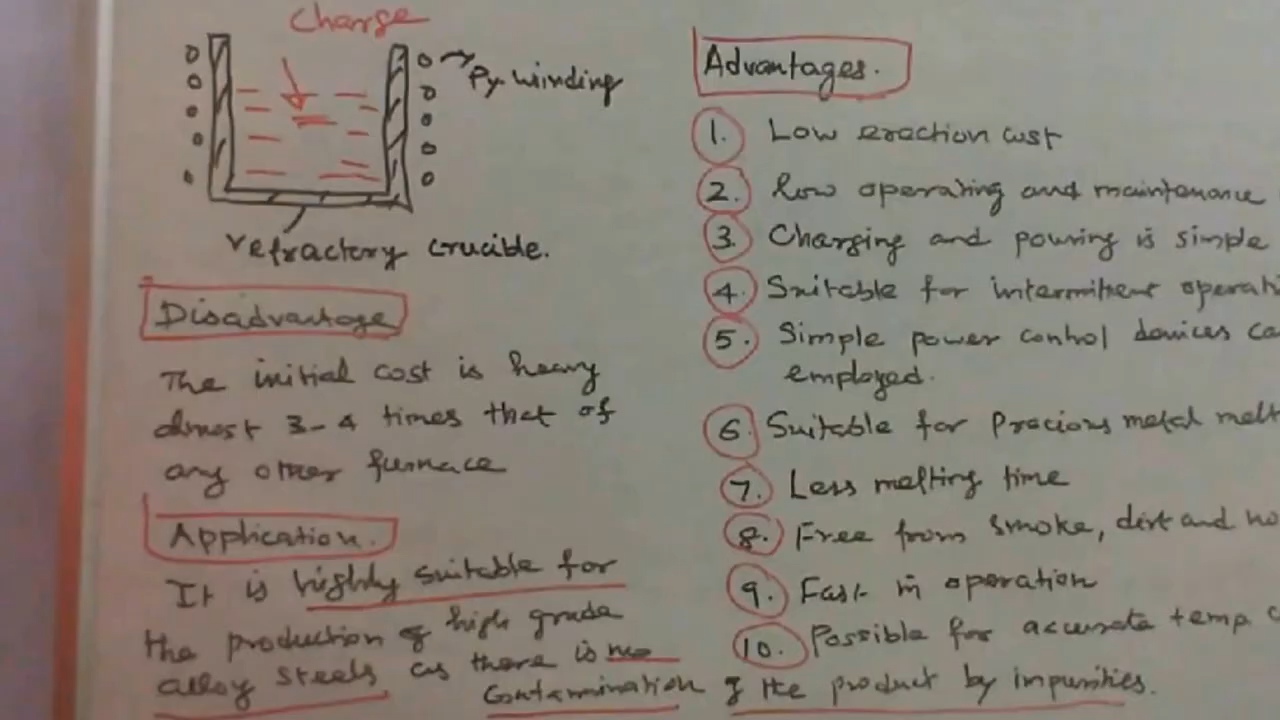 Charge
Py. winding
refractory crucible.
Disadvantage
The initial cost is heavy
almost 3-4 times that of
any other furnace
Application.
It is highly suitable for
the production of high grade
alloy steels as there is no
contamination of the product by impurities.
Advantages.
1. Low erection cost
2. low operating and maintenance
3. Charging and pouring is simple
4. Suitable for intermittent operati
5. Simple power control devices ca
employed.
6. Suitable for Precious metal melt
7. Less melting time
8. Free from smoke, dirt and no
9. Fast in operation
10. Possible for accurate temp c